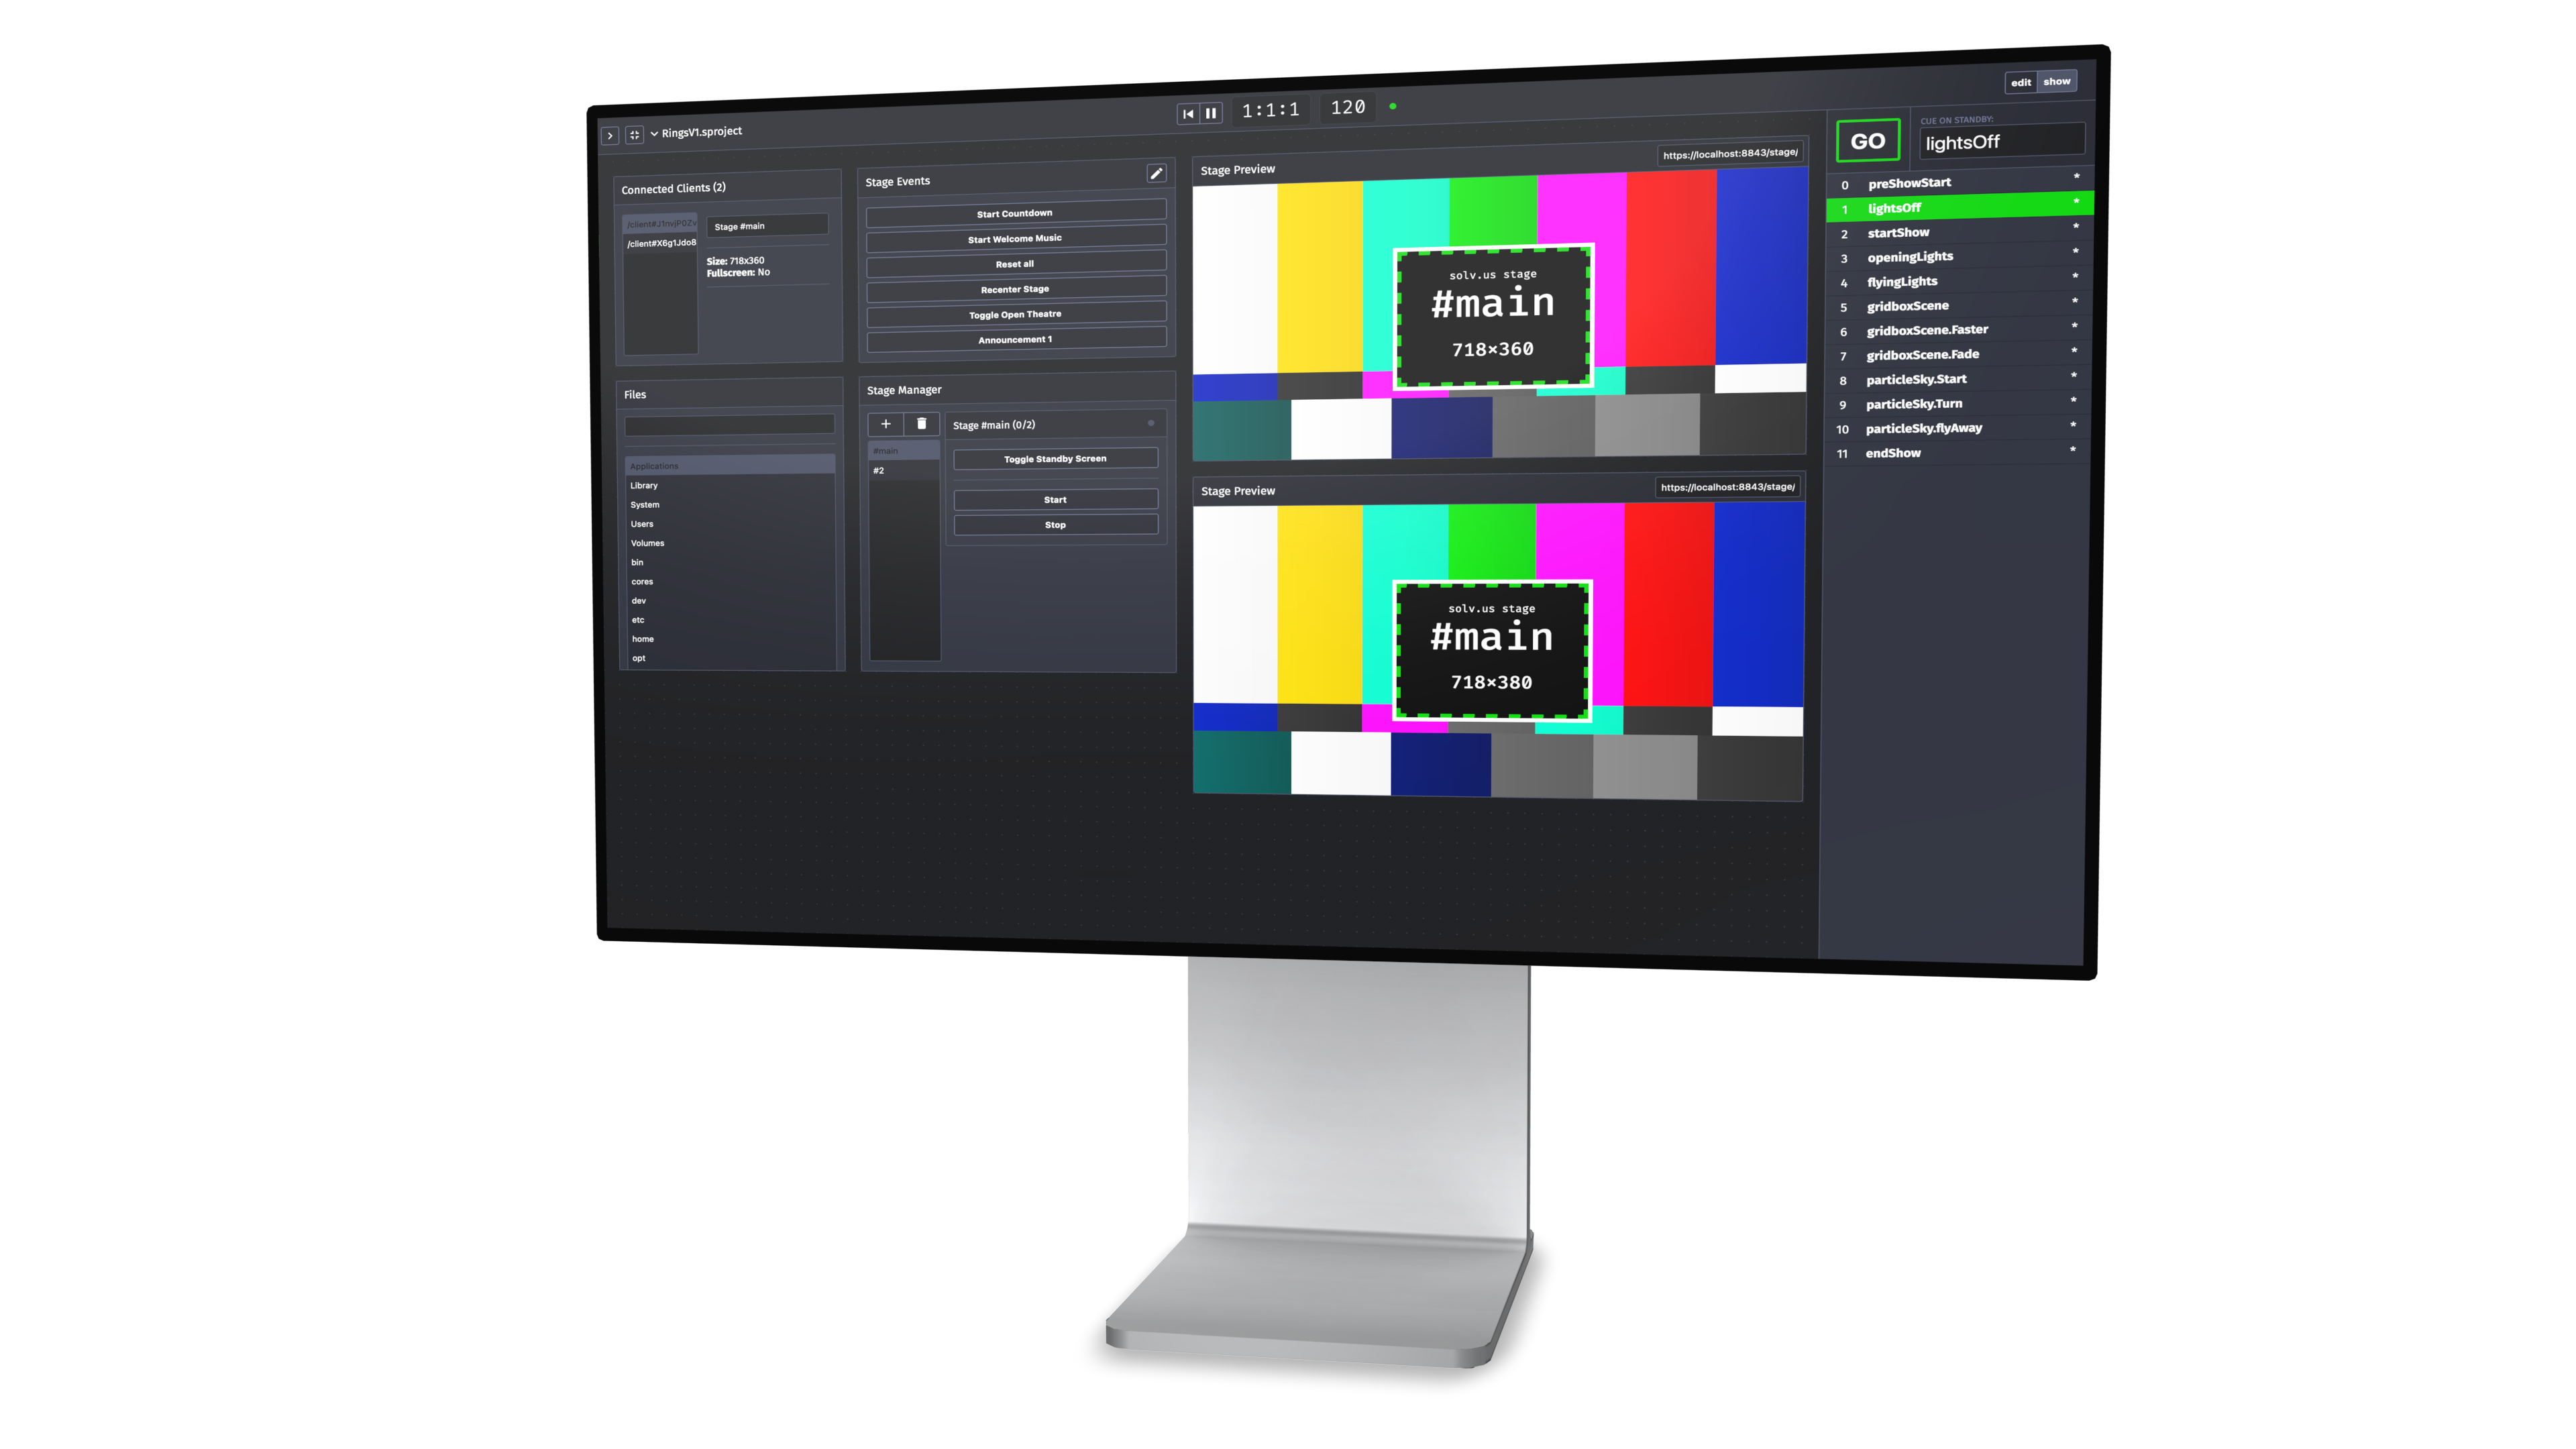 RingsV1.sproject
1:1:1
120
edit
show
Connected Clients (2)
/client#J1nvjP0Zv
/client#X6g1Jdo8
Stage #main
Size: 718x360
Fullscreen: No
Files
Applications
Library
System
Users
Volumes
bin
cores
dev
etc
home
opt
Stage Events
Start Countdown
Start Welcome Music
Reset all
Recenter Stage
Toggle Open Theatre
Announcement 1
Stage Manager
#main
#2
Stage #main (0/2)
Toggle Standby Screen
Start
Stop
Stage Preview
https://localhost:8843/stage/
solv.us stage
#main
718×360
Stage Preview
https://localhost:8843/stage/
solv.us stage
#main
718×380
GO
CUE ON STANDBY:
lightsOff
0 preShowStart *
1 lightsOff *
2 startShow *
3 openingLights *
4 flyingLights *
5 gridboxScene *
6 gridboxScene.Faster *
7 gridboxScene.Fade *
8 particleSky.Start *
9 particleSky.Turn *
10 particleSky.flyAway *
11 endShow *